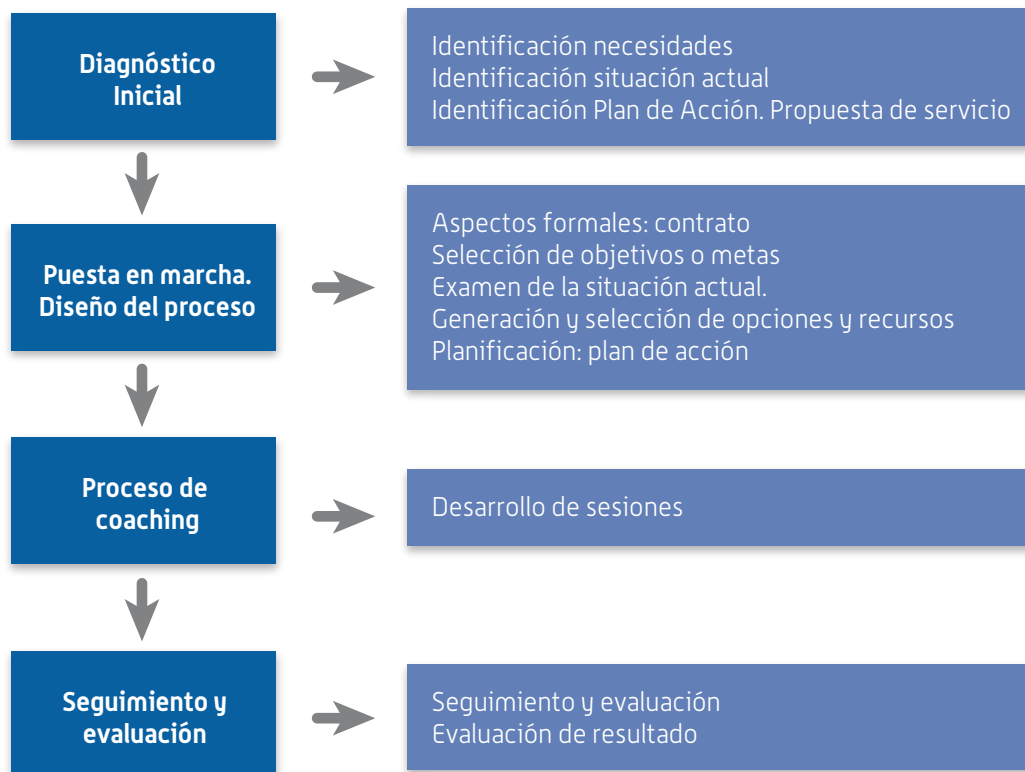 Diagnóstico
Inicial
Identificación necesidades
Identificación situación actual
Identificación Plan de Acción. Propuesta de servicio
Puesta en marcha.
Diseño del proceso
Aspectos formales: contrato
Selección de objetivos o metas
Examen de la situación actual.
Generación y selección de opciones y recursos
Planificación: plan de acción
Proceso de
coaching
Desarrollo de sesiones
Seguimiento y
evaluación
Seguimiento y evaluación
Evaluación de resultado